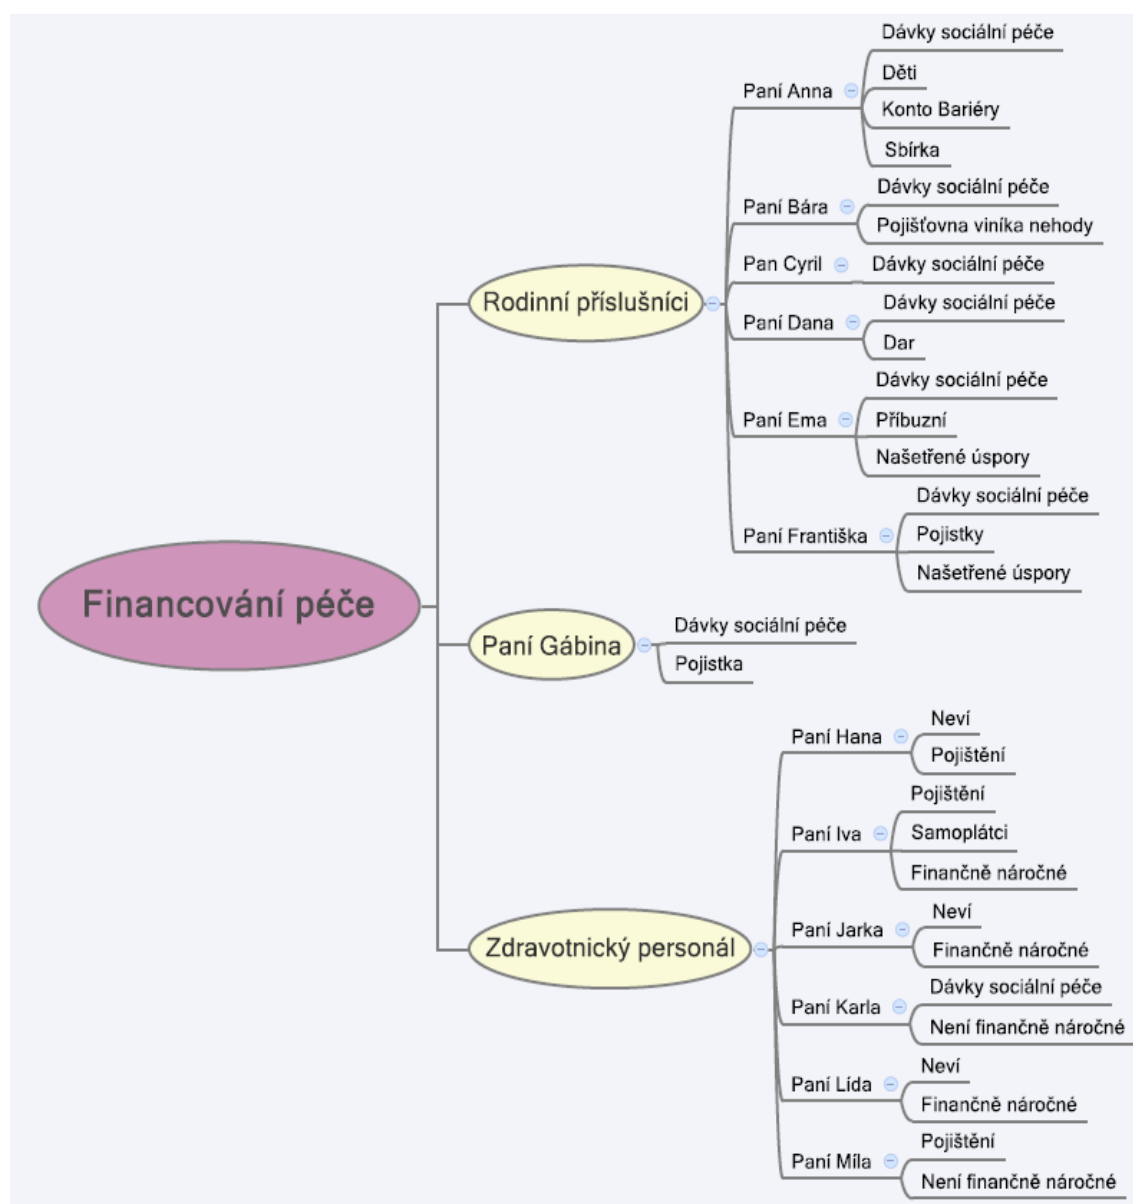 Financování péče
Rodinní příslušníci
Paní Anna
Dávky sociální péče
Děti
Konto Bariéry
Sbírka
Paní Bára
Dávky sociální péče
Pojišťovna viníka nehody
Pan Cyril
Dávky sociální péče
Paní Dana
Dávky sociální péče
Dar
Paní Ema
Dávky sociální péče
Příbuzní
Našetřené úspory
Paní Františka
Dávky sociální péče
Pojistky
Našetřené úspory
Paní Gábina
Dávky sociální péče
Pojistka
Zdravotnický personál
Paní Hana
Neví
Pojištění
Paní Iva
Pojištění
Samoplátci
Finančně náročné
Paní Jarka
Neví
Finančně náročné
Paní Karla
Dávky sociální péče
Není finančně náročné
Paní Lída
Neví
Finančně náročné
Paní Míla
Pojištění
Není finančně náročné